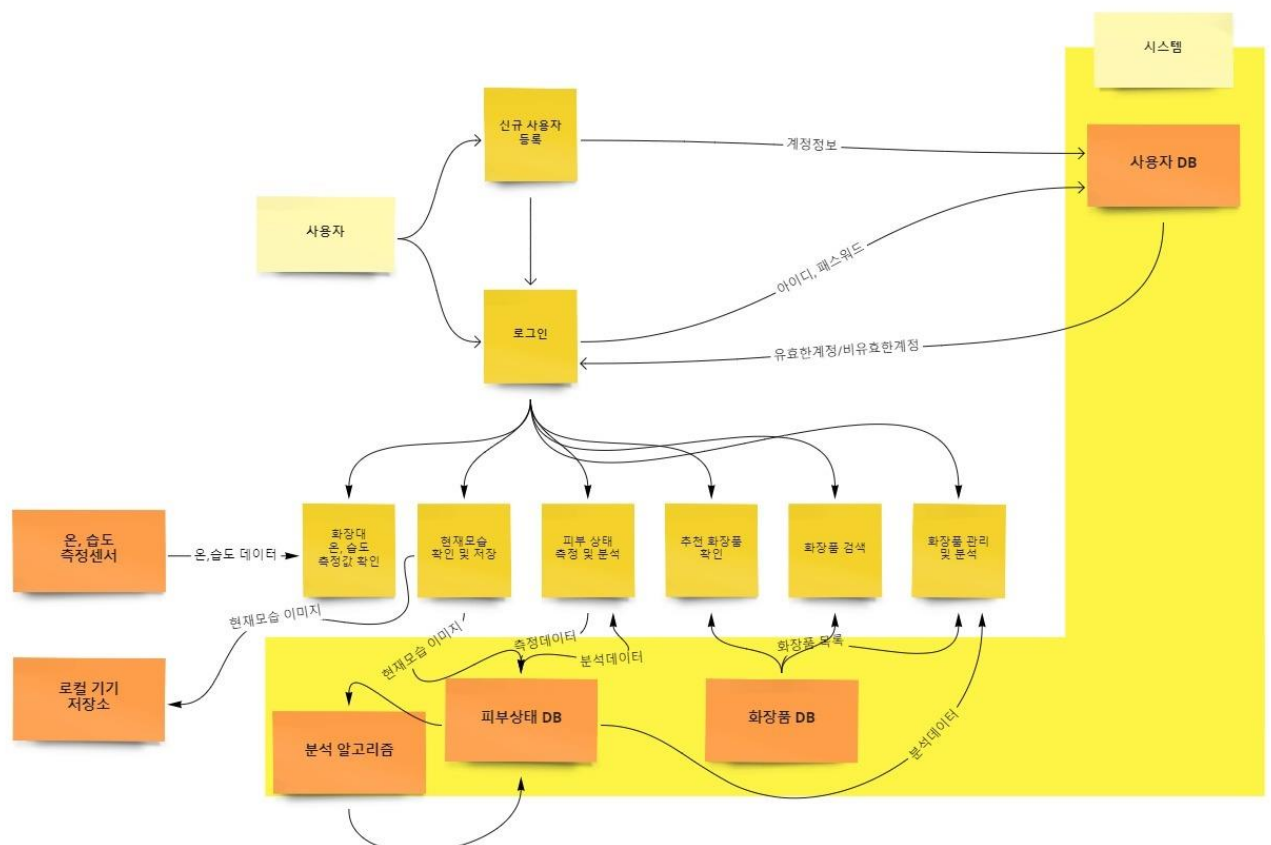 시스템
신규 사용자
등록
계정정보
사용자 DB
사용자
아이디, 패스워드
로그인
유효한계정/비유효한계정
온, 습도
측정센서
온,습도 데이터
화장대
온, 습도
측정값 확인
현재모습
확인 및 저장
피부 상태
측정 및 분석
추천 화장품
확인
화장품 검색
화장품 관리
및 분석
현재모습 이미지
현재모습 이미지
측정데이터
분석데이터
화장품 목록
로컬 기기
저장소
분석 알고리즘
피부상태 DB
화장품 DB
분석데이터